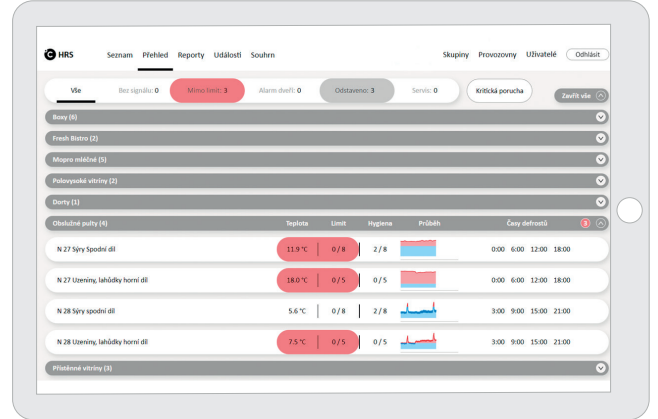 HRS Seznam Přehled Reporty Události Souhrn Skupiny Provozovny Uživatelé Odhlásit
Vše Bez signálu: 0 Mimo limit: 3 Alarm dveří: 0 Odstaveno: 3 Servis: 0 Kritická porucha Zavřít vše
Boxy (6)
Fresh Bistro (2)
Mopro mléčné (5)
Polovysoké vitríny (2)
Dorty (1)
Obslužné pulty (4) Teplota Limit Hygiena Průběh Časy defrostů 3
N 27 Sýry Spodní díl 11.9 °C 0 / 8 2 / 8 0:00 6:00 12:00 18:00
N 27 Uzeniny, lahůdky horní díl 18.0 °C 0 / 5 0 / 5 0:00 6:00 12:00 18:00
N 28 Sýry spodní díl 5.6 °C 0 / 8 2 / 8 3:00 9:00 15:00 21:00
N 28 Uzeniny, lahůdky horní díl 7.5 °C 0 / 5 0 / 5 3:00 9:00 15:00 21:00
Přístěnné vitríny (3)